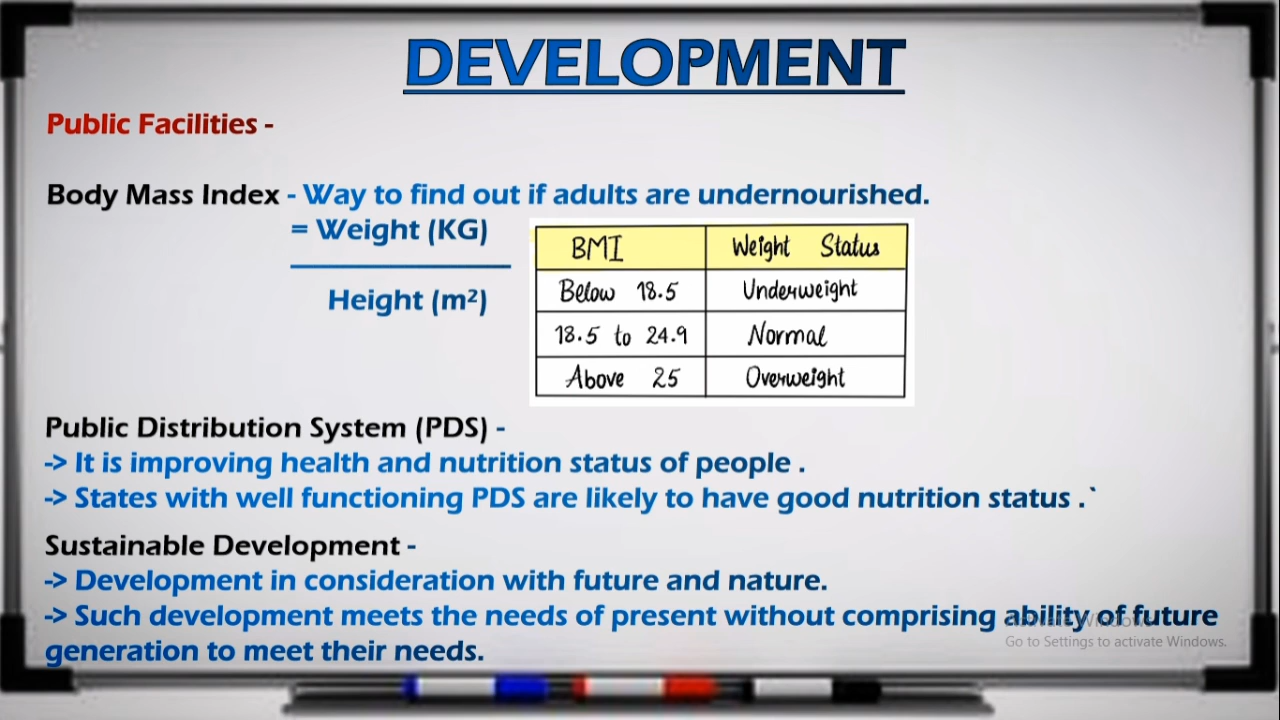 DEVELOPMENT
Public Facilities -
Body Mass Index - Way to find out if adults are undernourished.
= Weight (KG)
Height (m²)
BMI Weight Status
Below 18.5 Underweight
18.5 to 24.9 Normal
Above 25 Overweight
Public Distribution System (PDS) -
-> It is improving health and nutrition status of people .
-> States with well functioning PDS are likely to have good nutrition status .`
Sustainable Development -
-> Development in consideration with future and nature.
-> Such development meets the needs of present without comprising ability of future
generation to meet their needs.
Activate Windows
Go to Settings to activate Windows.